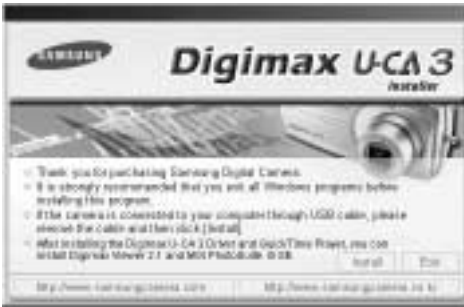 SAMSUNG
Digimax U-CA 3
Installer
Thank you for purchasing Samsung Digital Camera.
It is strongly recommended that you exit all Windows programs before
installing this program.
If the camera is connected to your computer through USB cable, please
remove the cable and then click [Install].
After installing the Digimax U-CA 3 Driver and QuickTime Player, you can
install Digimax Viewer 2.1 and MGI PhotoSuite III SE.
Install Exit
http://www.samsungcamera.com http://www.samsungcamera.co.kr